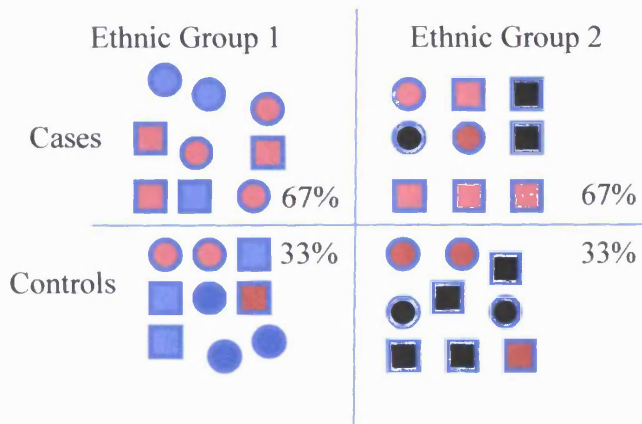 Ethnic Group 1
Ethnic Group 2
Cases
67%
67%
Controls
33%
33%